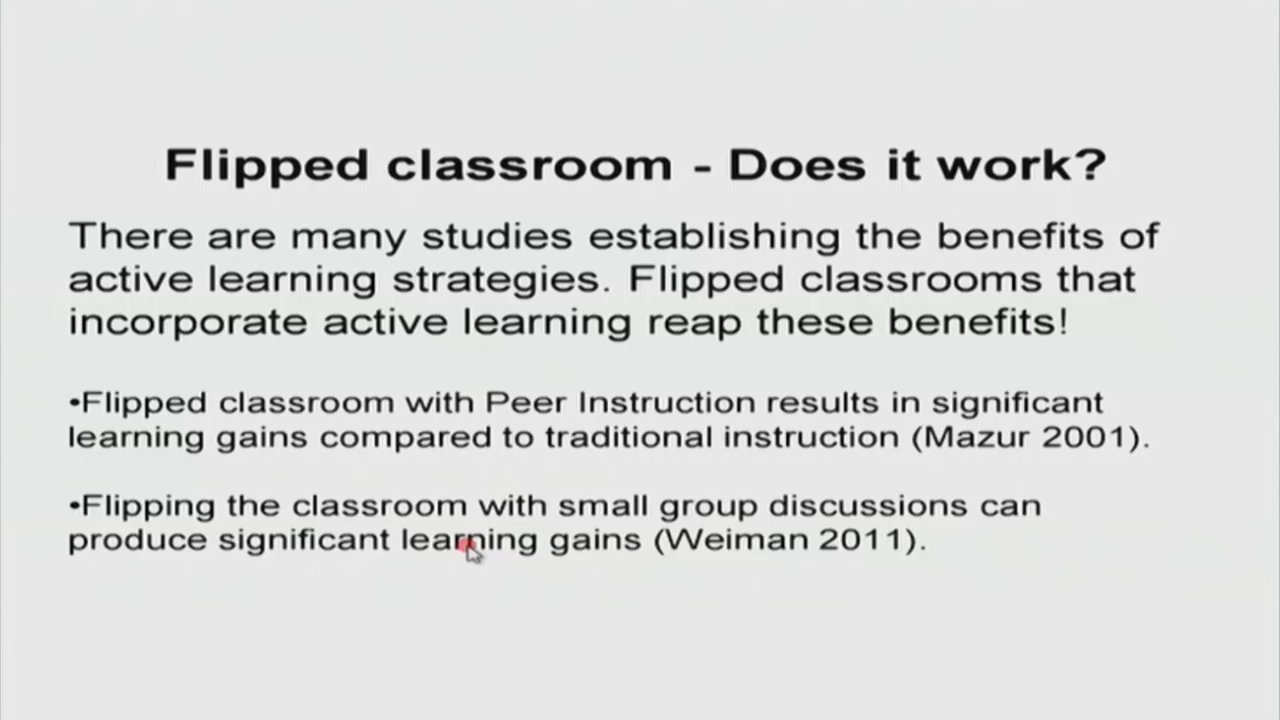 Flipped classroom - Does it work?
There are many studies establishing the benefits of
active learning strategies. Flipped classrooms that
incorporate active learning reap these benefits!
•Flipped classroom with Peer Instruction results in significant
learning gains compared to traditional instruction (Mazur 2001).
•Flipping the classroom with small group discussions can
produce significant learning gains (Weiman 2011).